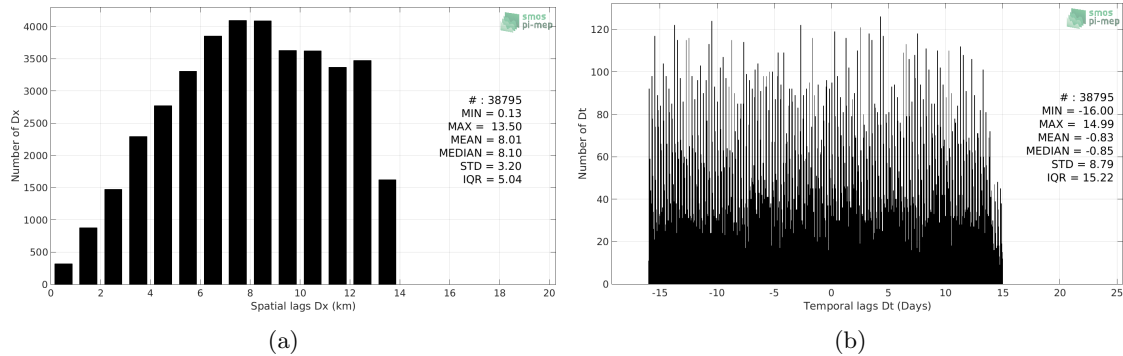 4000
3500
3000
2500
2000
1500
1000
500
0
Number of Dx
0 2 4 6 8 10 12 14 16 18 20
Spatial lags Dx (km)
smos
pi-mep
# : 38795
MIN = 0.13
MAX = 13.50
MEAN = 8.01
MEDIAN = 8.10
STD = 3.20
IQR = 5.04
(a)
120
100
80
60
40
20
0
Number of Dt
-15 -10 -5 0 5 10 15 20 25
Temporal lags Dt (Days)
smos
pi-mep
# : 38795
MIN = -16.00
MAX = 14.99
MEAN = -0.83
MEDIAN = -0.85
STD = 8.79
IQR = 15.22
(b)